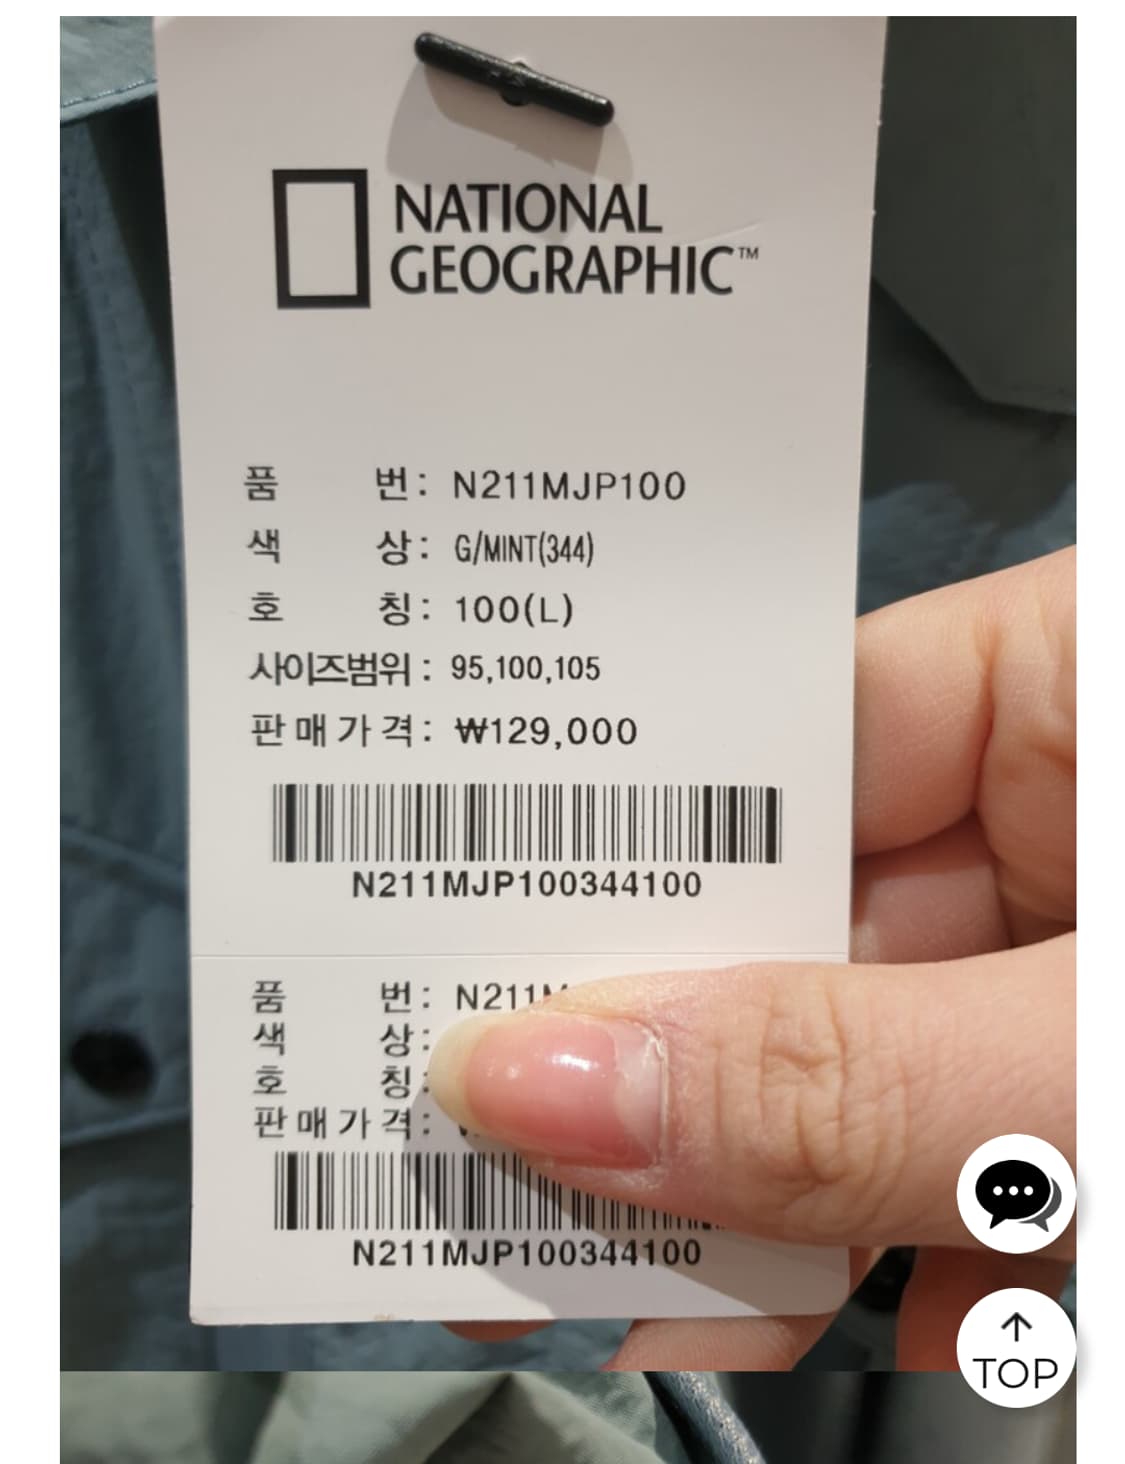 NATIONAL
GEOGRAPHIC™
품 번 : N211MJP100
색 상 : G/MINT(344)
호 칭 : 100(L)
사이즈범위 : 95,100,105
판매가격 : ₩129,000
N211MJP100344100
품 번 :
색 상 :
호 칭 :
판매가격 :
N211MJP100344100
TOP